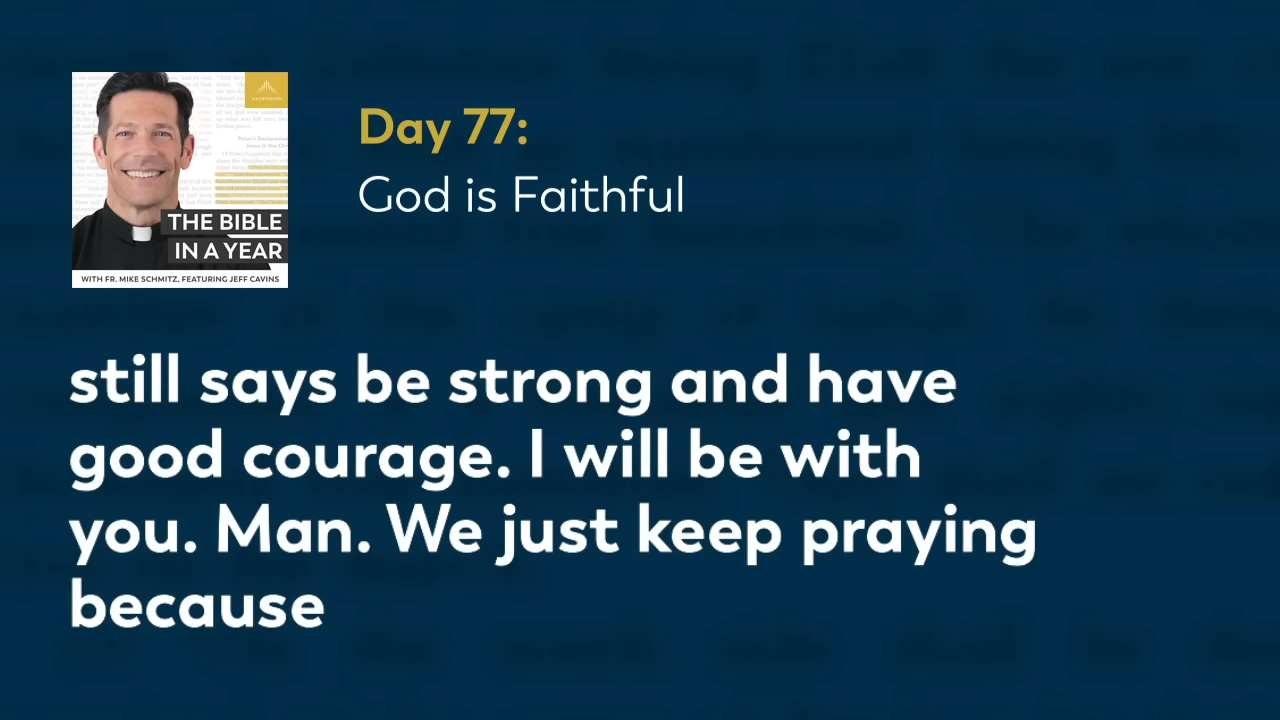 ASCENSION
THE BIBLE
IN A YEAR
WITH FR. MIKE SCHMITZ, FEATURING JEFF CAVINS
Day 77:
God is Faithful
still says be strong and have
good courage. I will be with
you. Man. We just keep praying
because